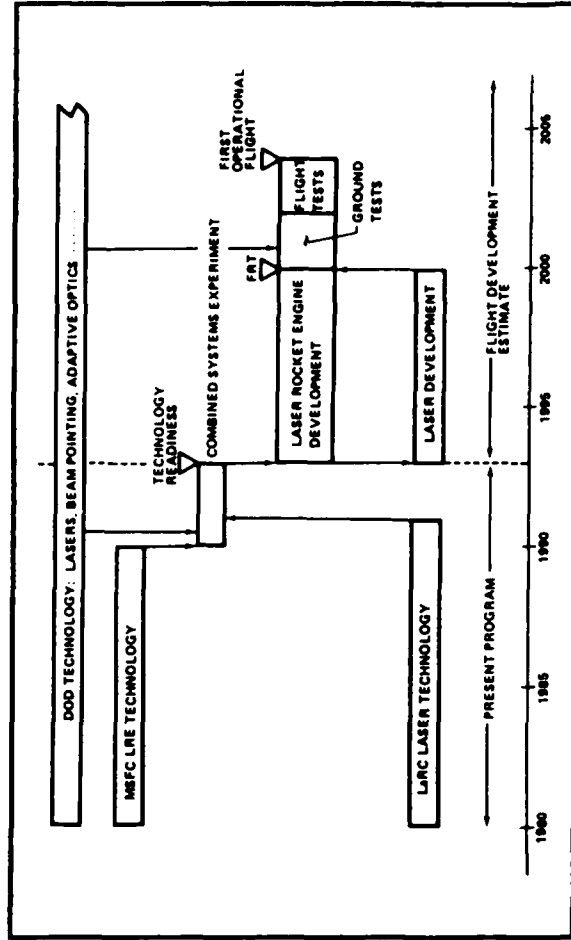 DOD TECHNOLOGY: LASERS, BEAM POINTING, ADAPTIVE OPTICS ......
MSFC LRE TECHNOLOGY
TECHNOLOGY
READINESS
COMBINED SYSTEMS EXPERIMENT
FIRST
OPERATIONAL
FLIGHT
FRT
LASER ROCKET ENGINE
DEVELOPMENT
FLIGHT
TESTS
GROUND
TESTS
LaRC LASER TECHNOLOGY
LASER DEVELOPMENT
PRESENT PROGRAM
FLIGHT DEVELOPMENT
ESTIMATE
1980
1985
1990
1995
2000
2005